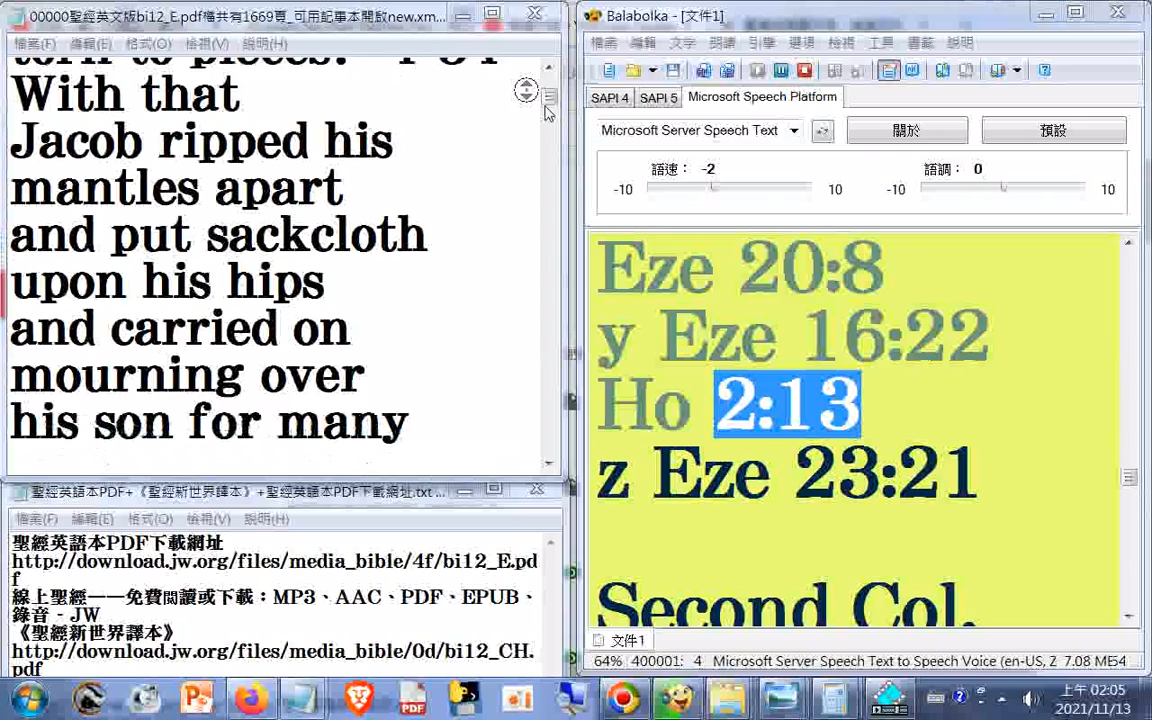 00000聖經英文版bi12_E.pdf檔共有1669頁_可用記事本開啟new.xm...
檔案(F) 編輯(E) 格式(O) 檢視(V) 說明(H)
torn to pieces!"
With that
Jacob ripped his
mantles apart
and put sackcloth
upon his hips
and carried on
mourning over
his son for many
聖經英語本PDF+《聖經新世界譯本》+聖經英語本PDF下載網址.txt ...
檔案(F) 編輯(E) 格式(O) 檢視(V) 說明(H)
聖經英語本PDF下載網址
http://download.jw.org/files/media_bible/4f/bi12_E.pd
f
線上聖經——免費閱讀或下載：MP3、AAC、PDF、EPUB、
錄音 - JW
《聖經新世界譯本》
http://download.jw.org/files/media_bible/0d/bi12_CH.
pdf
Balabolka - [文件1]
檔案 編輯 文字 朗讀 引擎 選項 檢視 工具 書籤 說明
SAPI 4 SAPI 5 Microsoft Speech Platform
Microsoft Server Speech Text 關於 預設
語速： -2 語調： 0
-10 10 -10 10
Eze 20:8
y Eze 16:22
Ho 2:13
z Eze 23:21
Second Col.
文件1
64% 400001: 4 Microsoft Server Speech Text to Speech Voice (en-US, Z 7.08 ME54
上午 02:05
2021/11/13